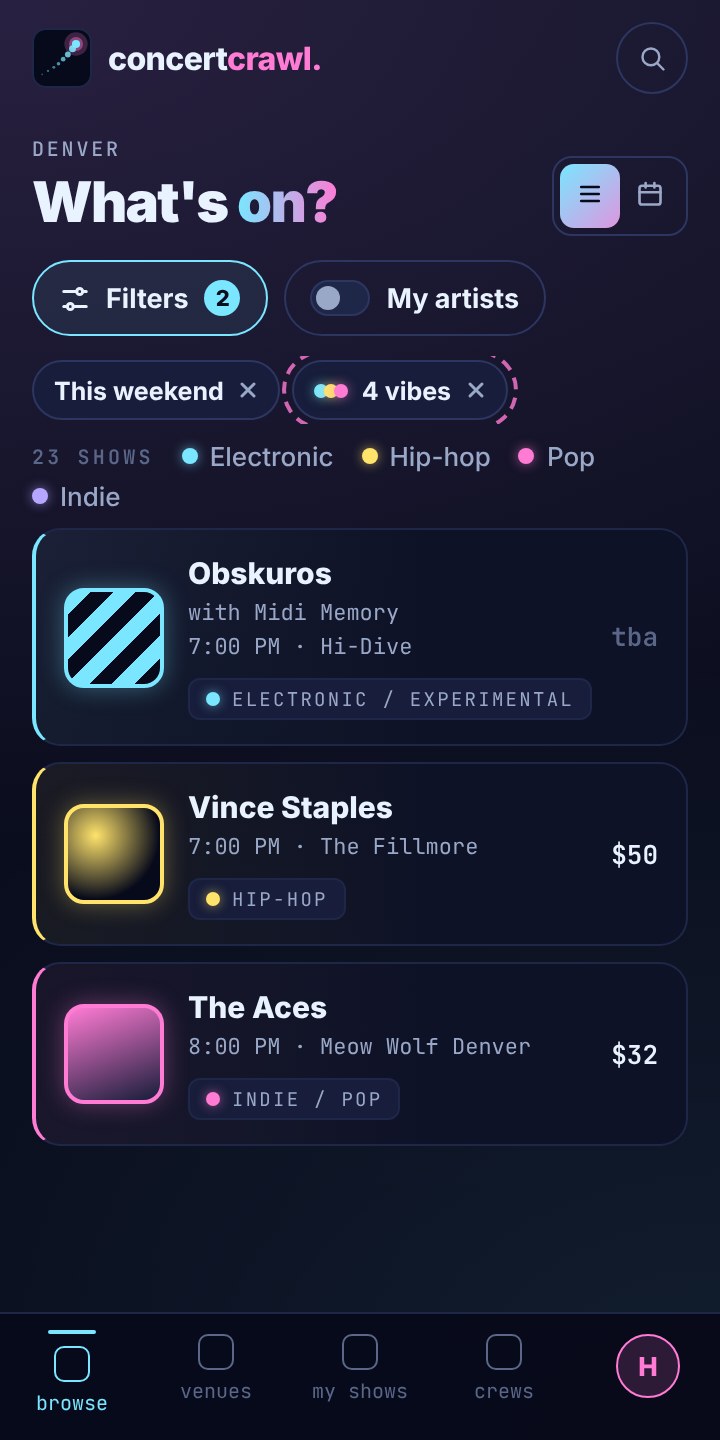 concertcrawl.
DENVER
What's on?
Filters 2
My artists
This weekend ×
4 vibes ×
23 SHOWS Electronic Hip-hop Pop
Indie
Obskuros
with Midi Memory
7:00 PM · Hi-Dive
tba
ELECTRONIC / EXPERIMENTAL
Vince Staples
7:00 PM · The Fillmore
$50
HIP-HOP
The Aces
8:00 PM · Meow Wolf Denver
$32
INDIE / POP
browse venues my shows crews H